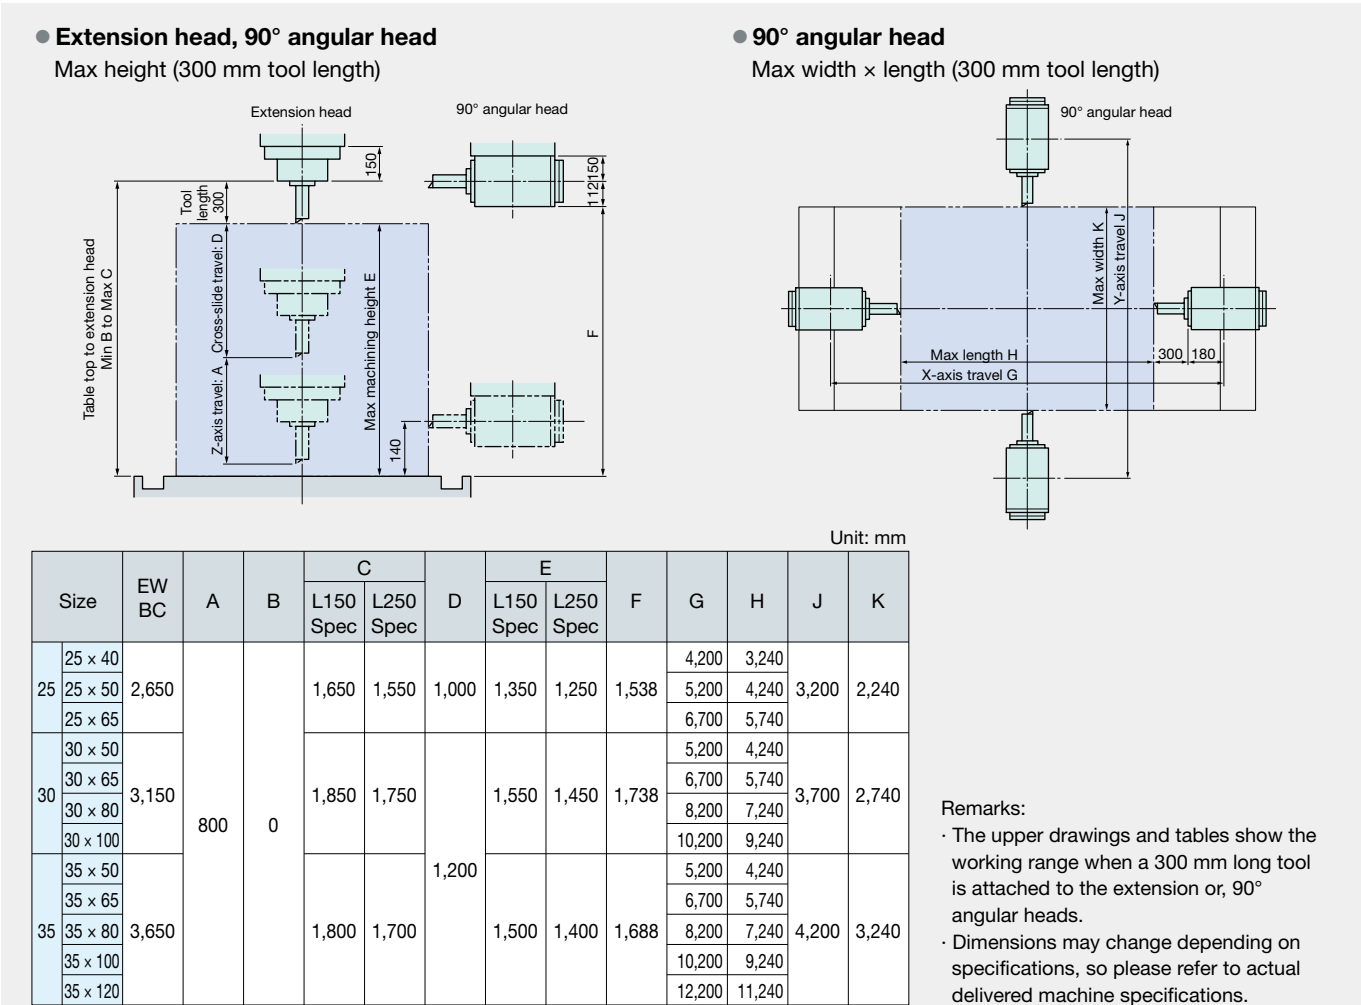 ● Extension head, 90° angular head
Max height (300 mm tool length)
Extension head
90° angular head
150
Tool
length
300
Table top to extension head
Min B to Max C
Cross-slide travel: D
Z-axis travel: A
Max machining height E
140
150
112
F
● 90° angular head
Max width × length (300 mm tool length)
90° angular head
Max width K
Y-axis travel J
Max length H
300 180
X-axis travel G
Unit: mm
Size EW BC A B C D E F G H J K
L150 Spec L250 Spec L150 Spec L250 Spec
25 25 × 40 2,650 800 0 1,650 1,550 1,000 1,350 1,250 1,538 4,200 3,240 3,200 2,240
25 × 50 5,200 4,240
25 × 65 6,700 5,740
30 30 × 50 3,150 1,850 1,750 1,200 1,550 1,450 1,738 5,200 4,240 3,700 2,740
30 × 65 6,700 5,740
30 × 80 8,200 7,240
30 × 100 10,200 9,240
35 35 × 50 3,650 1,800 1,700 1,500 1,400 1,688 5,200 4,240 4,200 3,240
35 × 65 6,700 5,740
35 × 80 8,200 7,240
35 × 100 10,200 9,240
35 × 120 12,200 11,240
Remarks:
· The upper drawings and tables show the
working range when a 300 mm long tool
is attached to the extension or, 90°
angular heads.
· Dimensions may change depending on
specifications, so please refer to actual
delivered machine specifications.